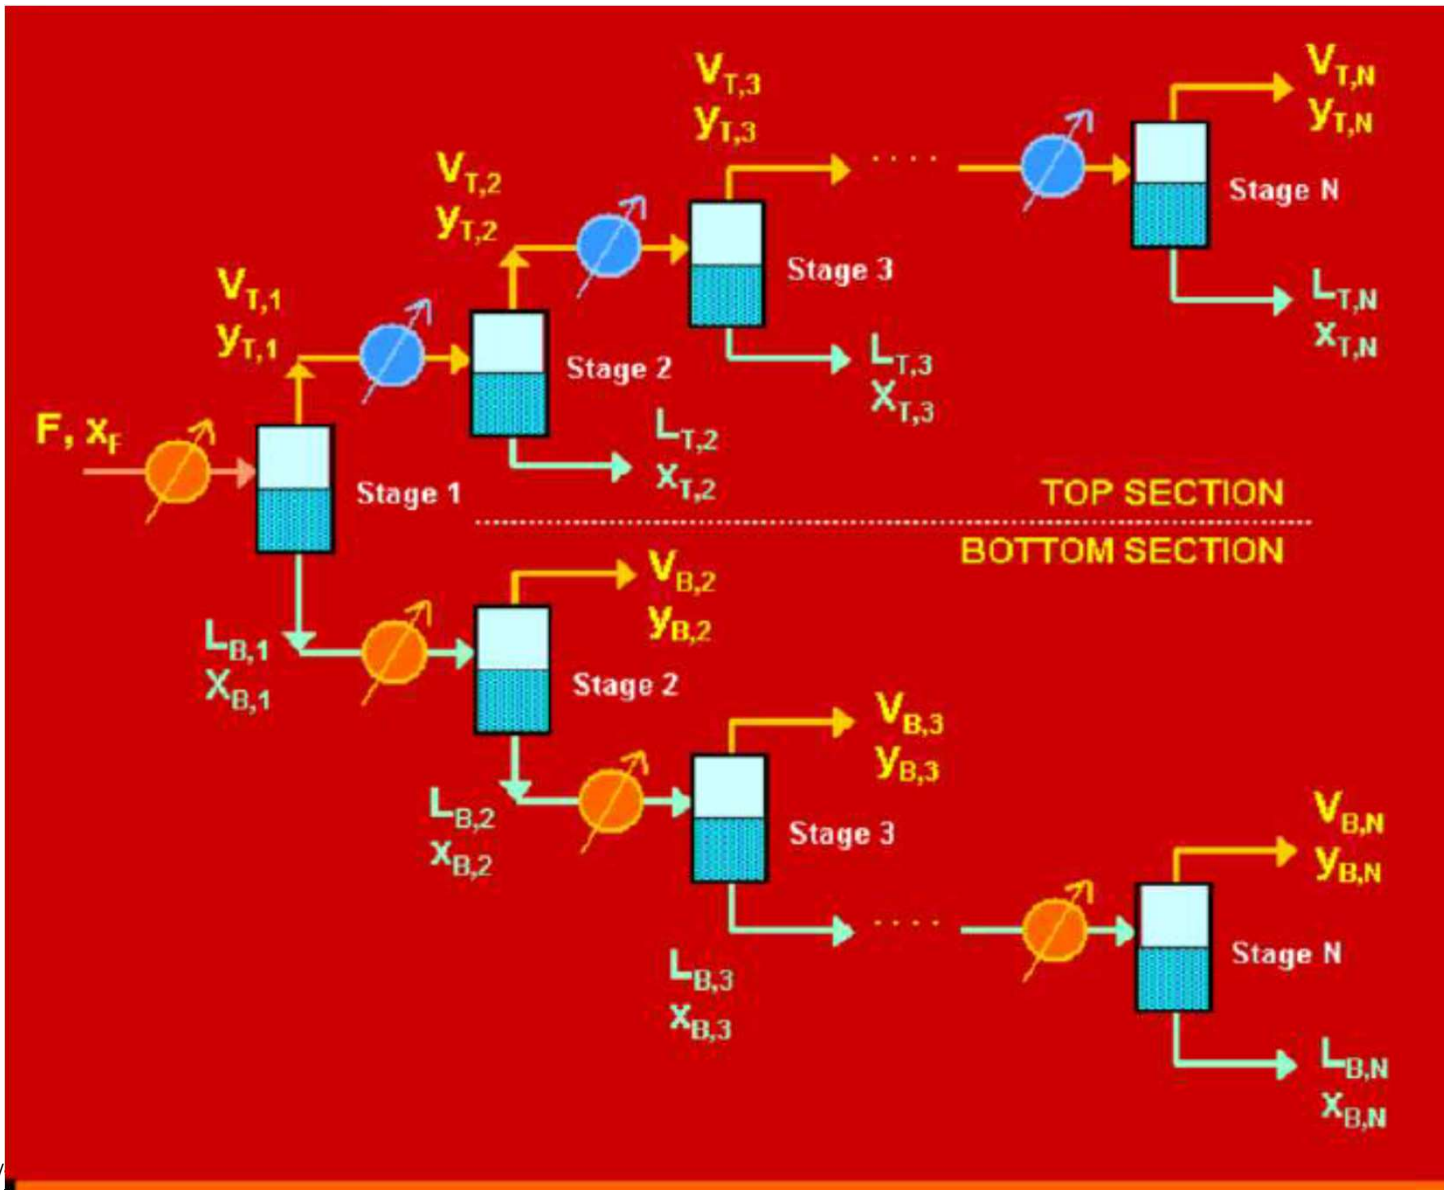 V_T,N
y_T,N
V_T,3
y_T,3
. . . .
Stage N
V_T,2
y_T,2
Stage 3
L_T,N
x_T,N
V_T,1
y_T,1
Stage 2
L_T,3
x_T,3
F, x_F
L_T,2
x_T,2
Stage 1
TOP SECTION
BOTTOM SECTION
V_B,2
y_B,2
L_B,1
x_B,1
Stage 2
V_B,3
y_B,3
L_B,2
x_B,2
Stage 3
V_B,N
y_B,N
. . . .
Stage N
L_B,3
x_B,3
L_B,N
x_B,N
/